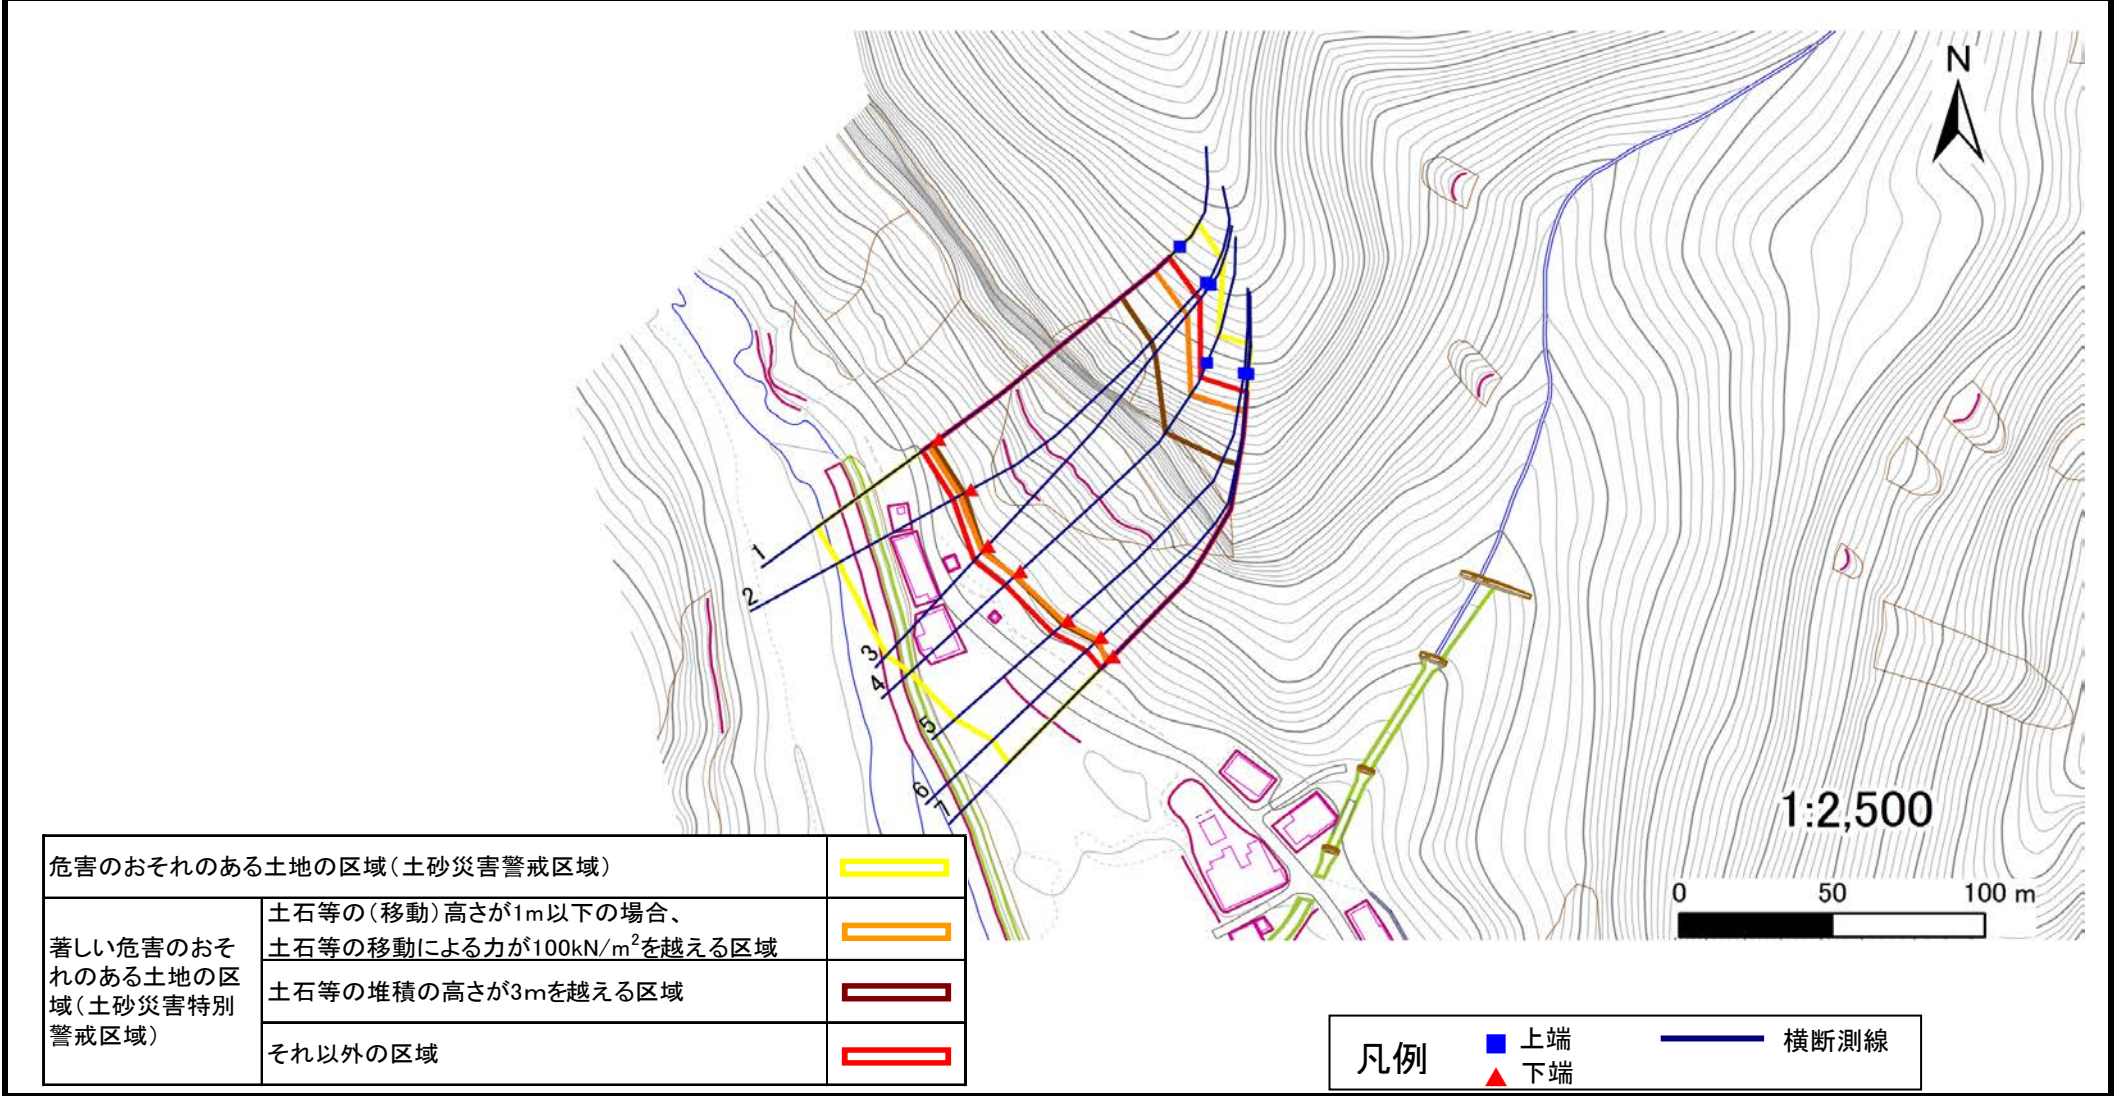 N
1
2
3
4
5
6
7
1:2,500
0 50 100 m
危害のおそれのある土地の区域(土砂災害警戒区域)
著しい危害のおそ
れのある土地の区
域(土砂災害特別
警戒区域)
土石等の(移動)高さが1m以下の場合、
土石等の移動による力が100kN/m²を越える区域
土石等の堆積の高さが3mを越える区域
それ以外の区域
凡例
上端
下端
横断測線